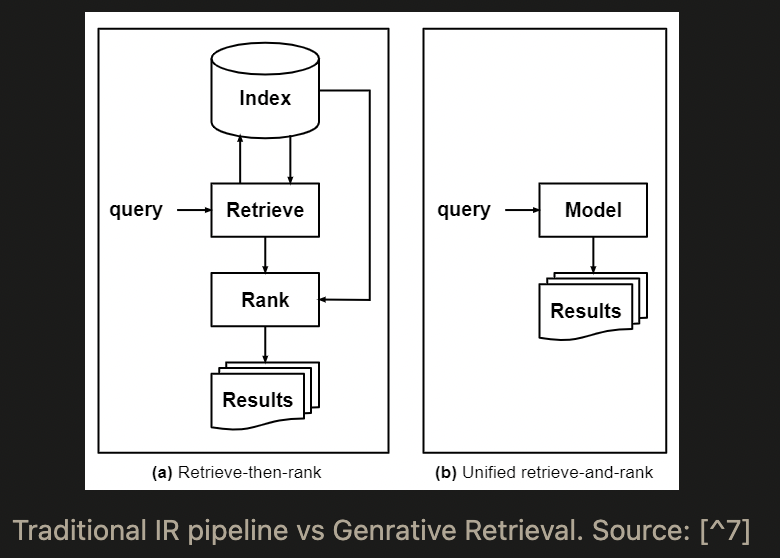 Index
query
Retrieve
Rank
Results
(a) Retrieve-then-rank
query
Model
Results
(b) Unified retrieve-and-rank
Traditional IR pipeline vs Genrative Retrieval. Source: [^7]